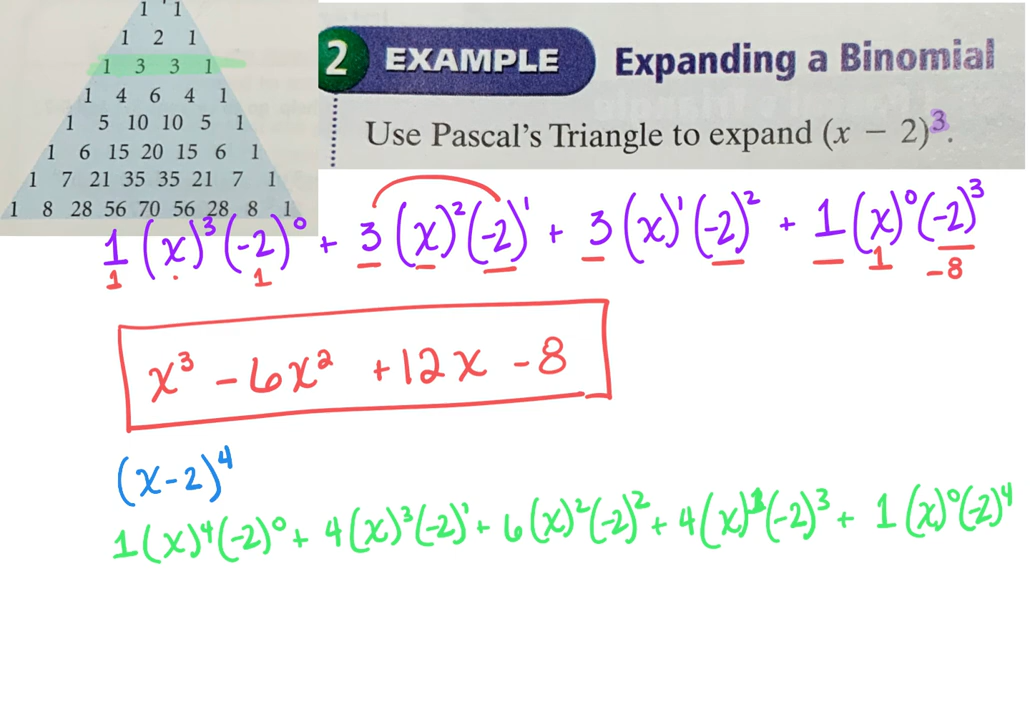 1 1
1 2 1
1 3 3 1
1 4 6 4 1
1 5 10 10 5 1
1 6 15 20 15 6 1
1 7 21 35 35 21 7 1
1 8 28 56 70 56 28 8 1
2 EXAMPLE Expanding a Binomial
Use Pascal's Triangle to expand (x − 2)³.
1(x)³(-2)⁰ + 3(x)²(-2)¹ + 3(x)¹(-2)² + 1(x)⁰(-2)³
1 1 1 -8
x³ - 6x² + 12x - 8
(x-2)⁴
1(x)⁴(-2)⁰ + 4(x)³(-2)¹ + 6(x)²(-2)² + 4(x)¹(-2)³ + 1(x)⁰(-2)⁴